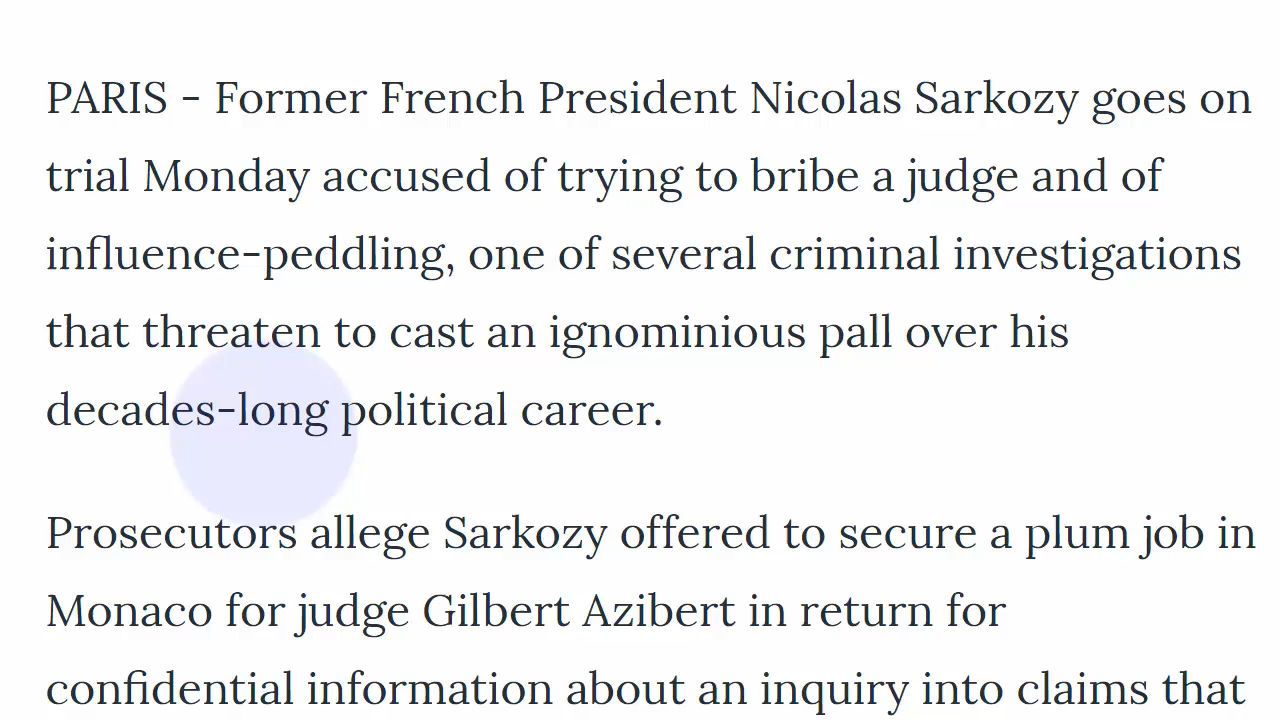 PARIS - Former French President Nicolas Sarkozy goes on
trial Monday accused of trying to bribe a judge and of
influence-peddling, one of several criminal investigations
that threaten to cast an ignominious pall over his
decades-long political career.
Prosecutors allege Sarkozy offered to secure a plum job in
Monaco for judge Gilbert Azibert in return for
confidential information about an inquiry into claims that